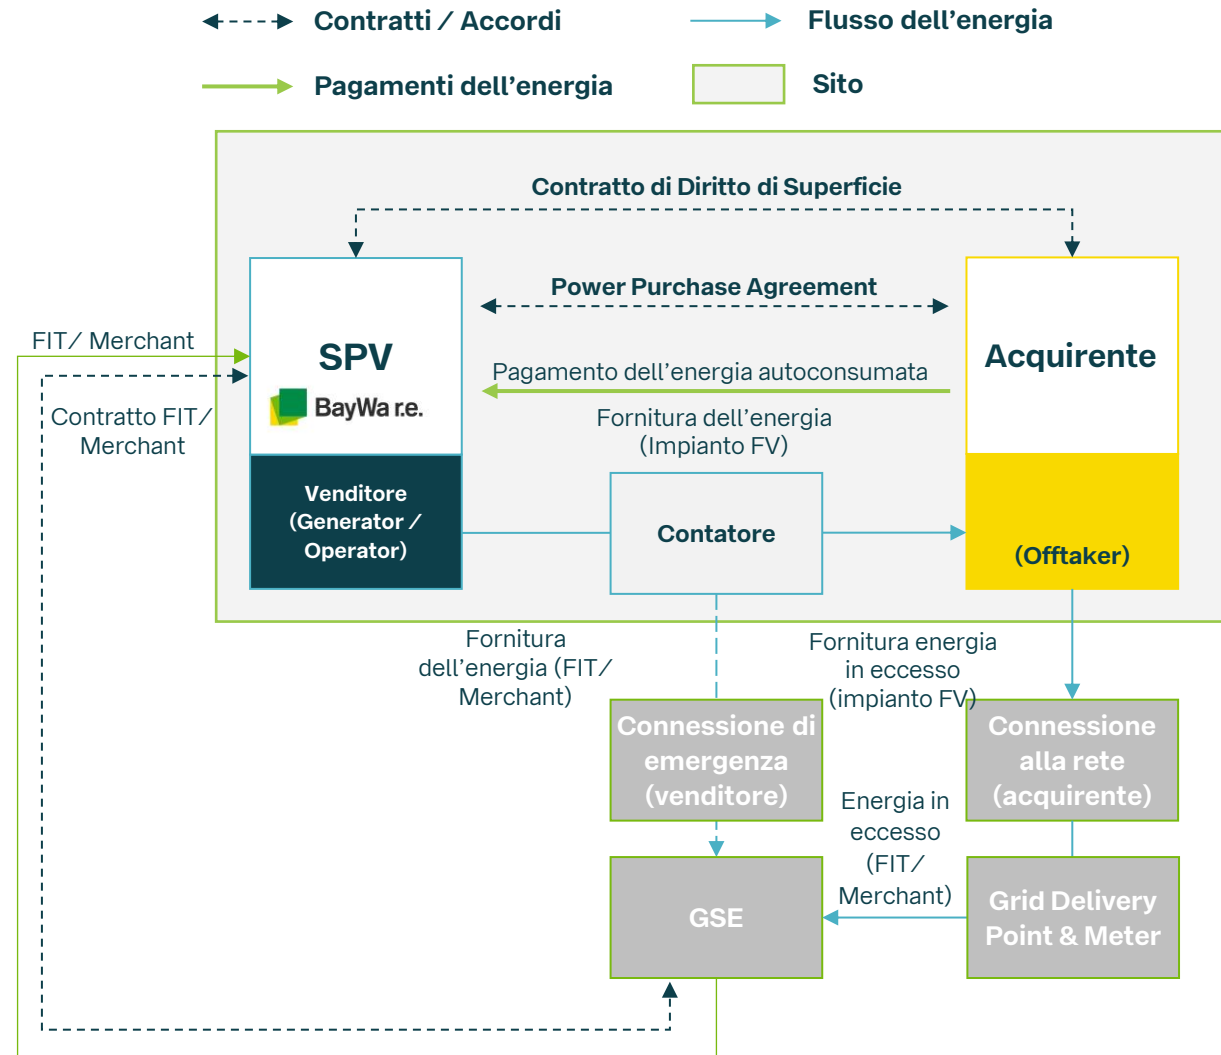 Contratti / Accordi
Flusso dell'energia
Pagamenti dell'energia
Sito
Contratto di Diritto di Superficie
Power Purchase Agreement
FIT/ Merchant
SPV
BayWa r.e.
Acquirente
Pagamento dell'energia autoconsumata
Contratto FIT/
Merchant
Fornitura dell'energia
(Impianto FV)
Venditore
(Generator /
Operator)
Contatore
(Offtaker)
Fornitura
dell'energia (FIT/
Merchant)
Fornitura energia
in eccesso
(impianto FV)
Connessione di
emergenza
(venditore)
Connessione
alla rete
(acquirente)
Energia in
eccesso
(FIT/
Merchant)
GSE
Grid Delivery
Point & Meter